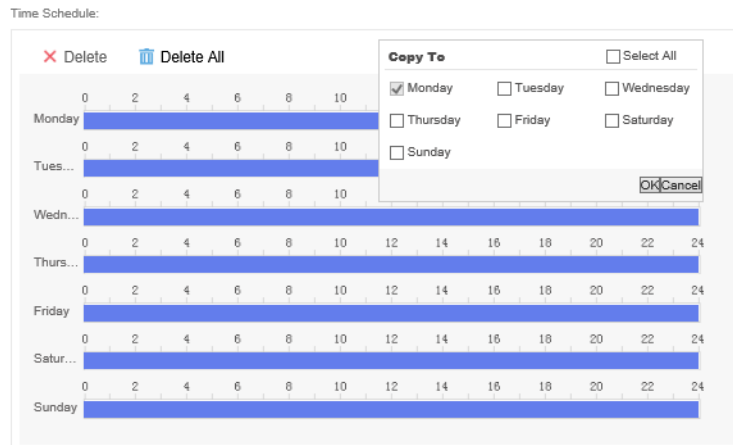 Time Schedule:
Delete Delete All
Copy To Select All
Monday Tuesday Wednesday
Thursday Friday Saturday
Sunday
OK Cancel
0 2 4 6 8 10
Monday
0 2 4 6 8 10
Tues...
0 2 4 6 8 10
Wedn...
0 2 4 6 8 10 12 14 16 18 20 22 24
Thurs...
0 2 4 6 8 10 12 14 16 18 20 22 24
Friday
0 2 4 6 8 10 12 14 16 18 20 22 24
Satur...
0 2 4 6 8 10 12 14 16 18 20 22 24
Sunday